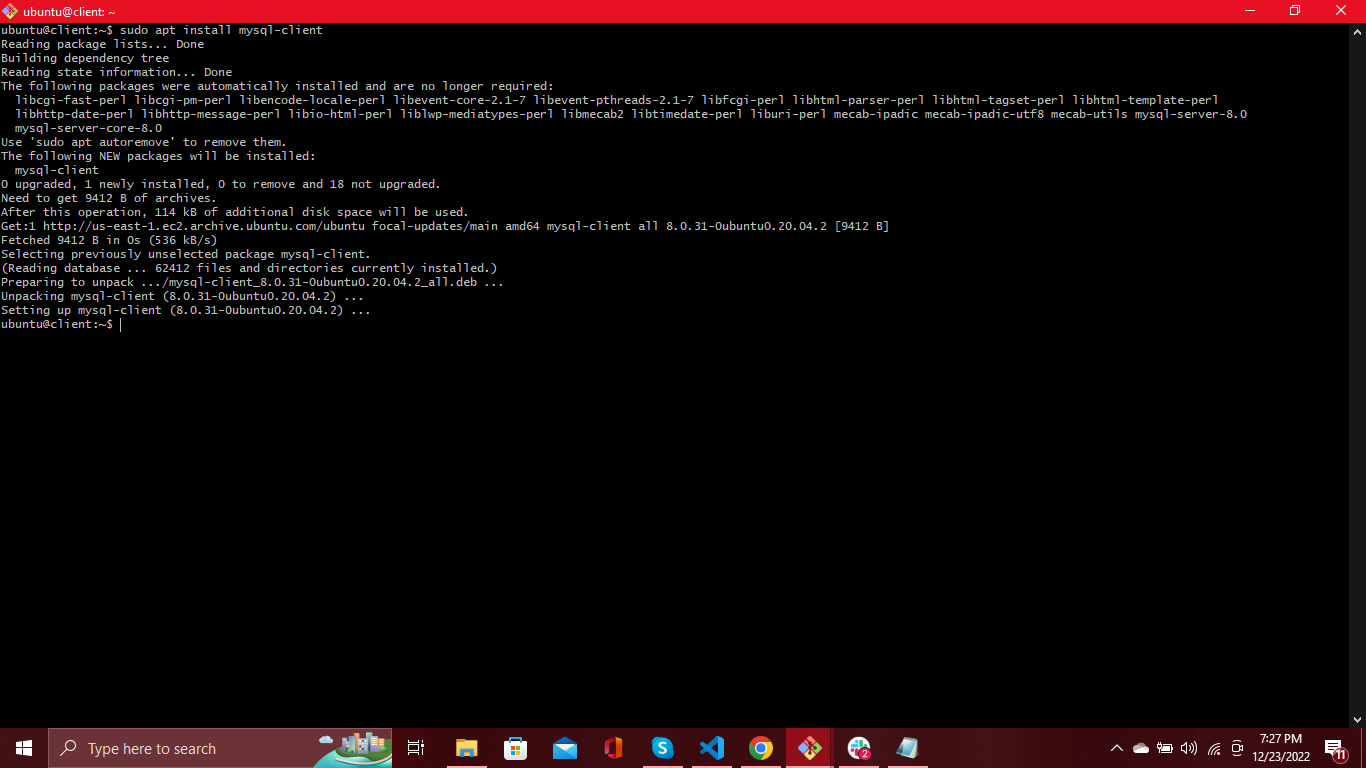 ubuntu@client: ~
ubuntu@client:~$ sudo apt install mysql-client
Reading package lists... Done
Building dependency tree
Reading state information... Done
The following packages were automatically installed and are no longer required:
  libcgi-fast-perl libcgi-pm-perl libencode-locale-perl libevent-core-2.1-7 libevent-pthreads-2.1-7 libfcgi-perl libhtml-parser-perl libhtml-tagset-perl libhtml-template-perl
  libhttp-date-perl libhttp-message-perl libio-html-perl liblwp-mediatypes-perl libmecab2 libtimedate-perl liburi-perl mecab-ipadic mecab-ipadic-utf8 mecab-utils mysql-server-8.0
  mysql-server-core-8.0
Use 'sudo apt autoremove' to remove them.
The following NEW packages will be installed:
  mysql-client
0 upgraded, 1 newly installed, 0 to remove and 18 not upgraded.
Need to get 9412 B of archives.
After this operation, 114 kB of additional disk space will be used.
Get:1 http://us-east-1.ec2.archive.ubuntu.com/ubuntu focal-updates/main amd64 mysql-client all 8.0.31-0ubuntu0.20.04.2 [9412 B]
Fetched 9412 B in 0s (536 kB/s)
Selecting previously unselected package mysql-client.
(Reading database ... 62412 files and directories currently installed.)
Preparing to unpack .../mysql-client_8.0.31-0ubuntu0.20.04.2_all.deb ...
Unpacking mysql-client (8.0.31-0ubuntu0.20.04.2) ...
Setting up mysql-client (8.0.31-0ubuntu0.20.04.2) ...
ubuntu@client:~$
Type here to search
2
7:27 PM
12/23/2022
11